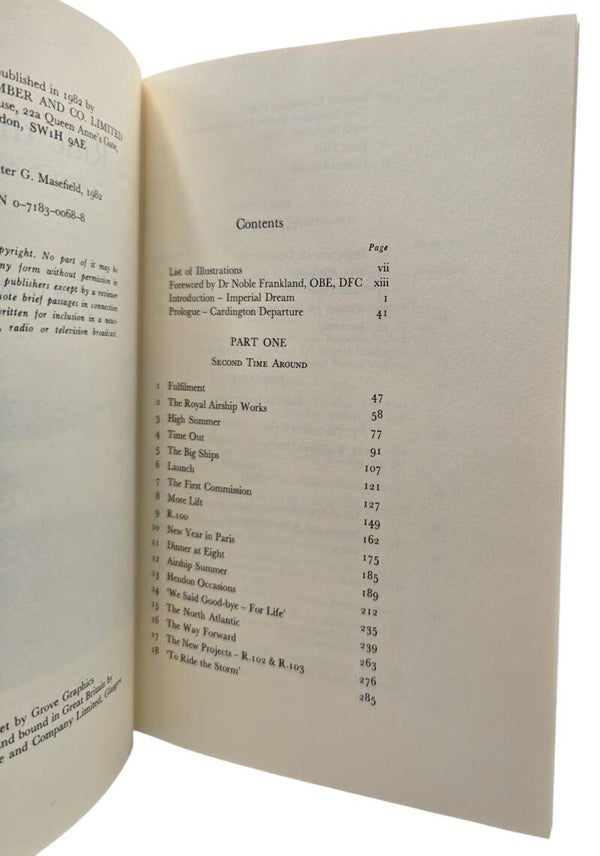 ublished in 1982 by
MBER AND CO. LIMITED
use, 22a Queen Anne's Gate,
don, SW1H 9AE
ter G. Masefield, 1982
N 0–7183–0068–8
pyright. No part of it may be
ny form without permission in
publishers except by a reviewer
uote brief passages in connection
ritten for inclusion in a news-
, radio or television broadcast.
et by Grove Graphics
nd bound in Great Britain by
e and Company Limited, Glasgow
Contents
Page
List of Illustrations vii
Foreword by Dr Noble Frankland, OBE, DFC xiii
Introduction – Imperial Dream 1
Prologue – Cardington Departure 41
PART ONE
Second Time Around
1 Fulfilment 47
2 The Royal Airship Works 58
3 High Summer 77
4 Time Out 91
5 The Big Ships 107
6 Launch 121
7 The First Commission 127
8 More Lift 149
9 R.100 162
10 New Year in Paris 175
11 Dinner at Eight 185
12 Airship Summer 189
13 Hendon Occasions 212
14 'We Said Good-bye – For Life' 235
15 The North Atlantic 239
16 The Way Forward 263
17 The New Projects – R.102 & R.103 276
18 'To Ride the Storm' 285